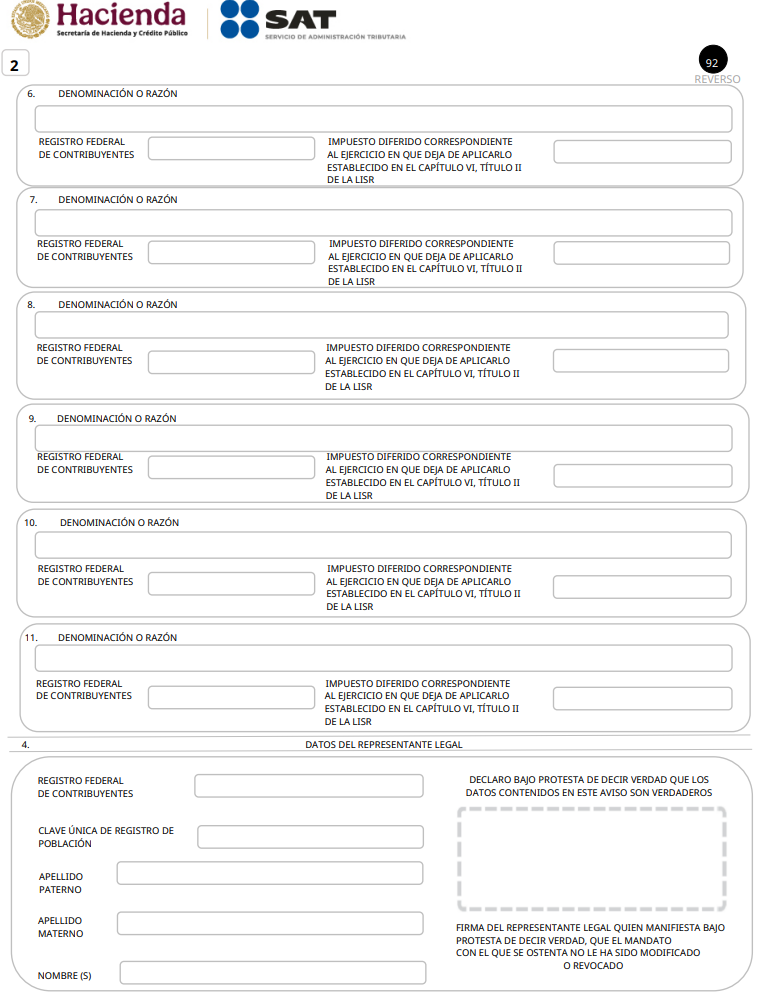 Hacienda
Secretaría de Hacienda y Crédito Público
SAT
SERVICIO DE ADMINISTRACIÓN TRIBUTARIA
2
92
REVERSO
6. DENOMINACIÓN O RAZÓN
REGISTRO FEDERAL
DE CONTRIBUYENTES
IMPUESTO DIFERIDO CORRESPONDIENTE
AL EJERCICIO EN QUE DEJA DE APLICARLO
ESTABLECIDO EN EL CAPÍTULO VI, TÍTULO II
DE LA LISR
7. DENOMINACIÓN O RAZÓN
REGISTRO FEDERAL
DE CONTRIBUYENTES
IMPUESTO DIFERIDO CORRESPONDIENTE
AL EJERCICIO EN QUE DEJA DE APLICARLO
ESTABLECIDO EN EL CAPÍTULO VI, TÍTULO II
DE LA LISR
8. DENOMINACIÓN O RAZÓN
REGISTRO FEDERAL
DE CONTRIBUYENTES
IMPUESTO DIFERIDO CORRESPONDIENTE
AL EJERCICIO EN QUE DEJA DE APLICARLO
ESTABLECIDO EN EL CAPÍTULO VI, TÍTULO II
DE LA LISR
9. DENOMINACIÓN O RAZÓN
REGISTRO FEDERAL
DE CONTRIBUYENTES
IMPUESTO DIFERIDO CORRESPONDIENTE
AL EJERCICIO EN QUE DEJA DE APLICARLO
ESTABLECIDO EN EL CAPÍTULO VI, TÍTULO II
DE LA LISR
10. DENOMINACIÓN O RAZÓN
REGISTRO FEDERAL
DE CONTRIBUYENTES
IMPUESTO DIFERIDO CORRESPONDIENTE
AL EJERCICIO EN QUE DEJA DE APLICARLO
ESTABLECIDO EN EL CAPÍTULO VI, TÍTULO II
DE LA LISR
11. DENOMINACIÓN O RAZÓN
REGISTRO FEDERAL
DE CONTRIBUYENTES
IMPUESTO DIFERIDO CORRESPONDIENTE
AL EJERCICIO EN QUE DEJA DE APLICARLO
ESTABLECIDO EN EL CAPÍTULO VI, TÍTULO II
DE LA LISR
4. DATOS DEL REPRESENTANTE LEGAL
REGISTRO FEDERAL
DE CONTRIBUYENTES
CLAVE ÚNICA DE REGISTRO DE
POBLACIÓN
APELLIDO
PATERNO
APELLIDO
MATERNO
NOMBRE (S)
DECLARO BAJO PROTESTA DE DECIR VERDAD QUE LOS
DATOS CONTENIDOS EN ESTE AVISO SON VERDADEROS
FIRMA DEL REPRESENTANTE LEGAL QUIEN MANIFIESTA BAJO
PROTESTA DE DECIR VERDAD, QUE EL MANDATO
CON EL QUE SE OSTENTA NO LE HA SIDO MODIFICADO
O REVOCADO